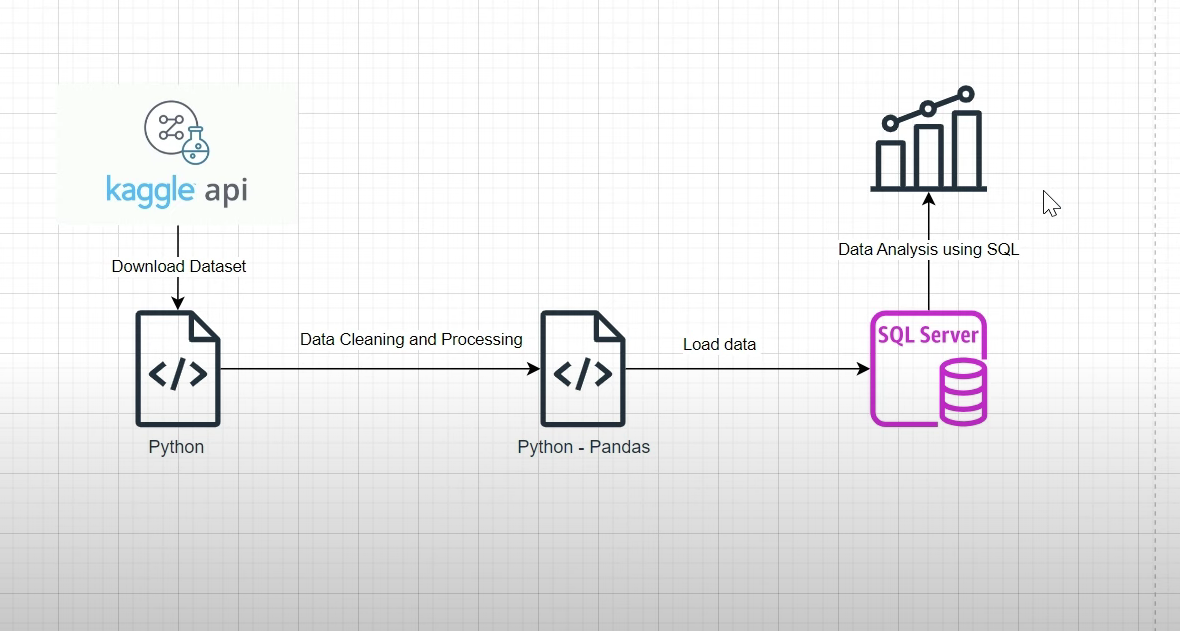 kaggle api
Download Dataset
Python
Data Cleaning and Processing
Python - Pandas
Load data
SQL Server
Data Analysis using SQL